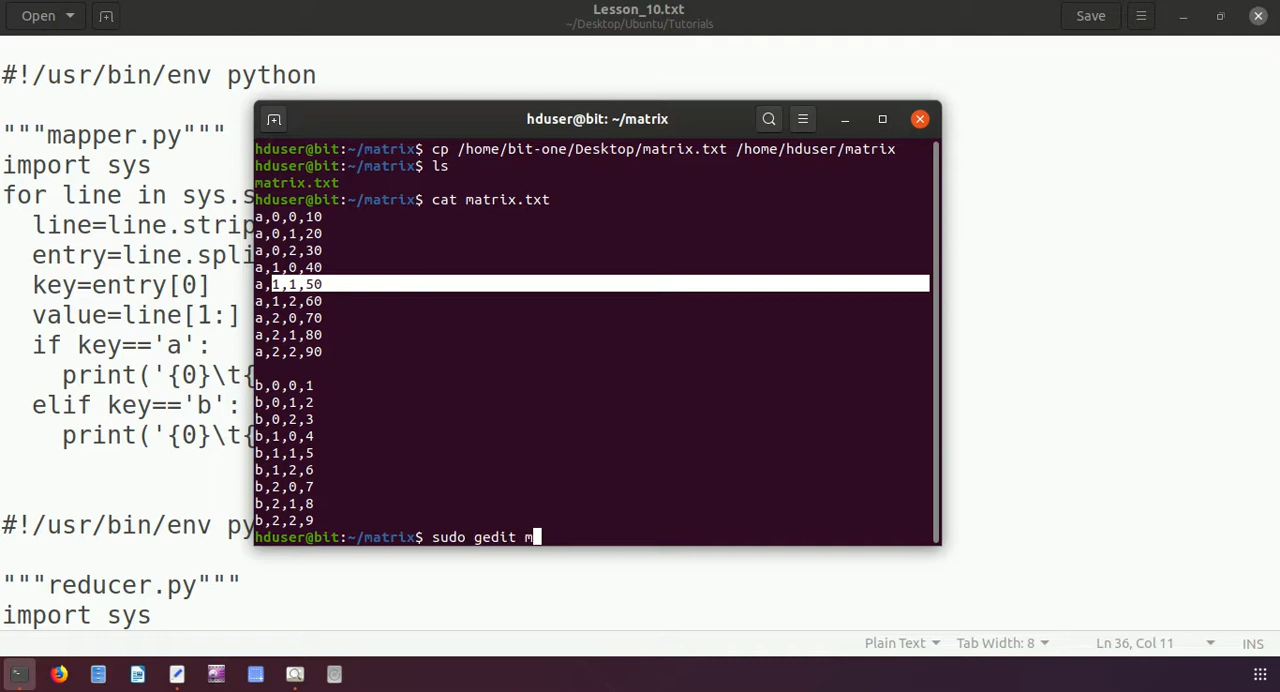 Open
Lesson_10.txt
~/Desktop/Ubuntu/Tutorials
Save
#!/usr/bin/env python
"""mapper.py"""
import sys
for line in sys.s
line=line.strip
entry=line.spli
key=entry[0]
value=line[1:]
if key=='a':
print('{0}\t{
elif key=='b':
print('{0}\t{
#!/usr/bin/env py
"""reducer.py"""
import sys
hduser@bit: ~/matrix
hduser@bit:~/matrix$ cp /home/bit-one/Desktop/matrix.txt /home/hduser/matrix
hduser@bit:~/matrix$ ls
matrix.txt
hduser@bit:~/matrix$ cat matrix.txt
a,0,0,10
a,0,1,20
a,0,2,30
a,1,0,40
a,1,1,50
a,1,2,60
a,2,0,70
a,2,1,80
a,2,2,90
b,0,0,1
b,0,1,2
b,0,2,3
b,1,0,4
b,1,1,5
b,1,2,6
b,2,0,7
b,2,1,8
b,2,2,9
hduser@bit:~/matrix$ sudo gedit m
Plain Text Tab Width: 8 Ln 36, Col 11 INS